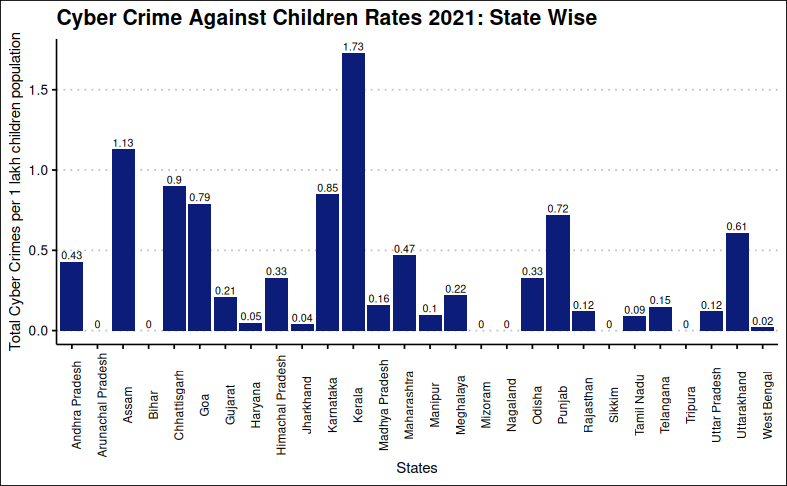 Cyber Crime Against Children Rates 2021: State Wise
Total Cyber Crimes per 1 lakh children population
1.5
1.0
0.5
0.0
0.43
0
1.13
0
0.9
0.79
0.21
0.05
0.33
0.04
0.85
1.73
0.16
0.47
0.1
0.22
0
0
0.33
0.72
0.12
0
0.09
0.15
0
0.12
0.61
0.02
Andhra Pradesh
Arunachal Pradesh
Assam
Bihar
Chhattisgarh
Goa
Gujarat
Haryana
Himachal Pradesh
Jharkhand
Karnataka
Kerala
Madhya Pradesh
Maharashtra
Manipur
Meghalaya
Mizoram
Nagaland
Odisha
Punjab
Rajasthan
Sikkim
Tamil Nadu
Telangana
Tripura
Uttar Pradesh
Uttarakhand
West Bengal
States